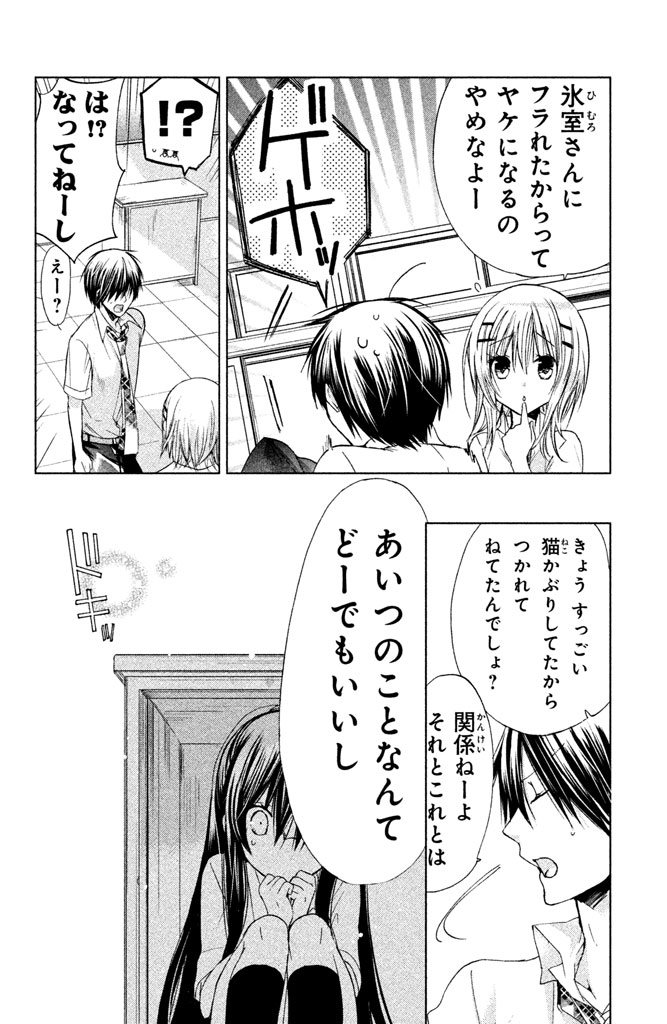 氷室さんに
フラれたからって
ヤケになるの
やめなよー
ゲホッ
!?
は!?
なってねーし
えー?
きょう すっごい
猫かぶりしてたから
つかれて
ねてたんでしょ?
関係ねーよ
それとこれとは
あいつのことなんて
どーでもいいし
ズキッ